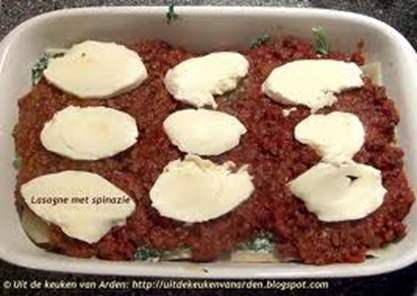 Lasagne met spinazie
© Uit de keuken van Arden: http://uitdekeukenvanarden.blogspot.com